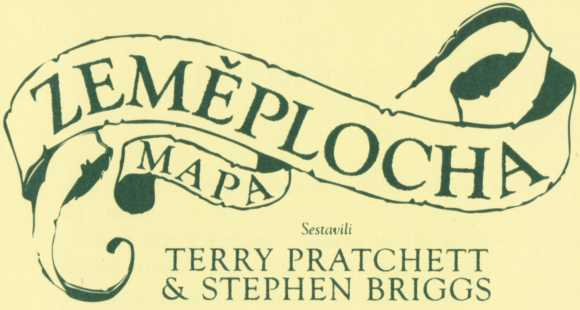 ZEMĚPLOCHA
MAPA
Sestavili
TERRY PRATCHETT
& STEPHEN BRIGGS